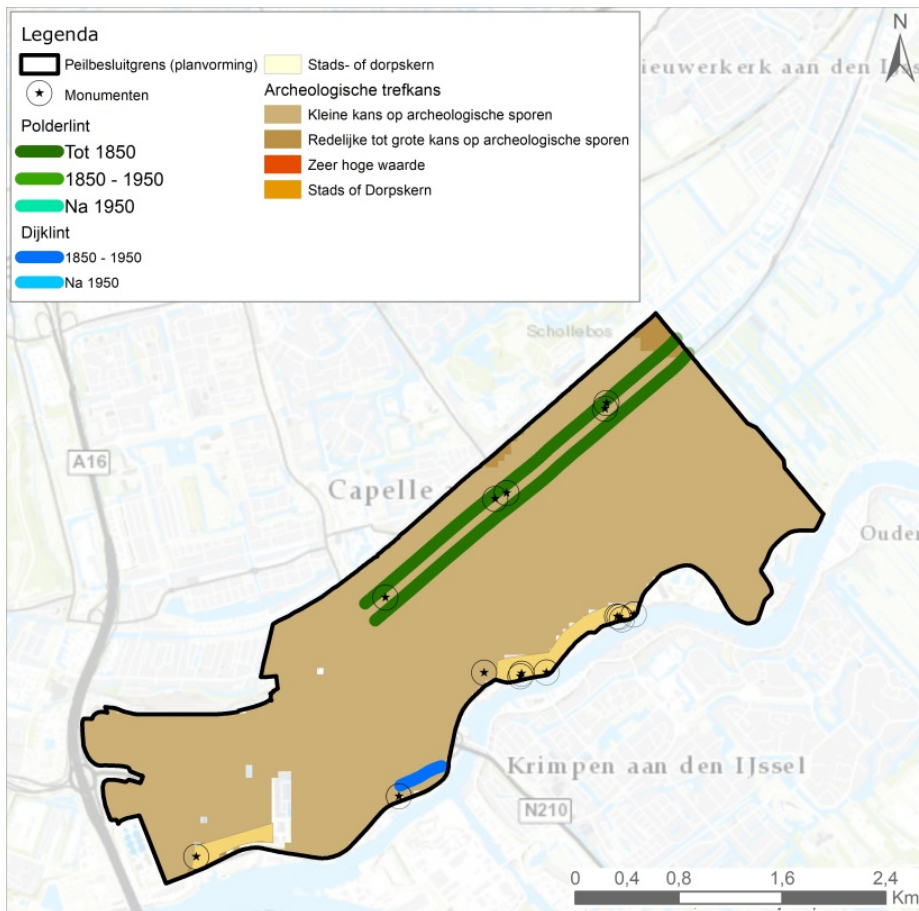 Legenda
Peilbesluitgrens (planvorming)
Monumenten
Polderlint
Tot 1850
1850 - 1950
Na 1950
Dijklint
1850 - 1950
Na 1950
Stads- of dorpskern
Archeologische trefkans
Kleine kans op archeologische sporen
Redelijke tot grote kans op archeologische sporen
Zeer hoge waarde
Stads of Dorpskern
N
ieuwerkerk aan den IJss
Schollebos
A16
Capelle
Ouder
Krimpen aan den IJssel
N210
0 0,4 0,8 1,6 2,4
Km